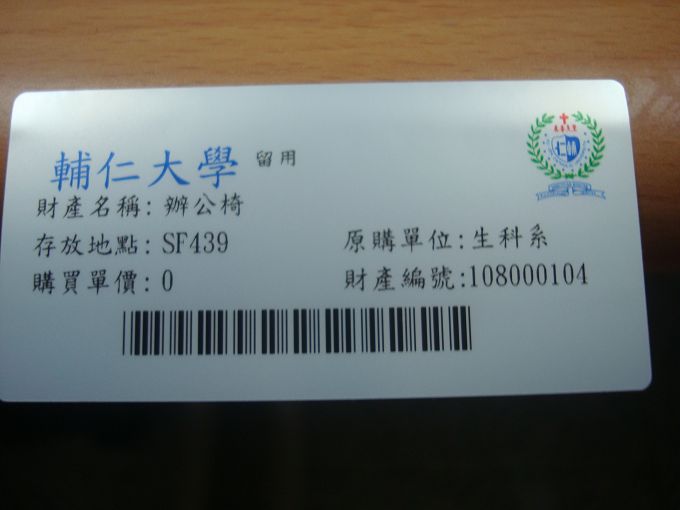 輔仁大學 留用
財產名稱: 辦公椅
存放地點: SF439 原購單位:生科系
購買單價: 0 財產編號:108000104